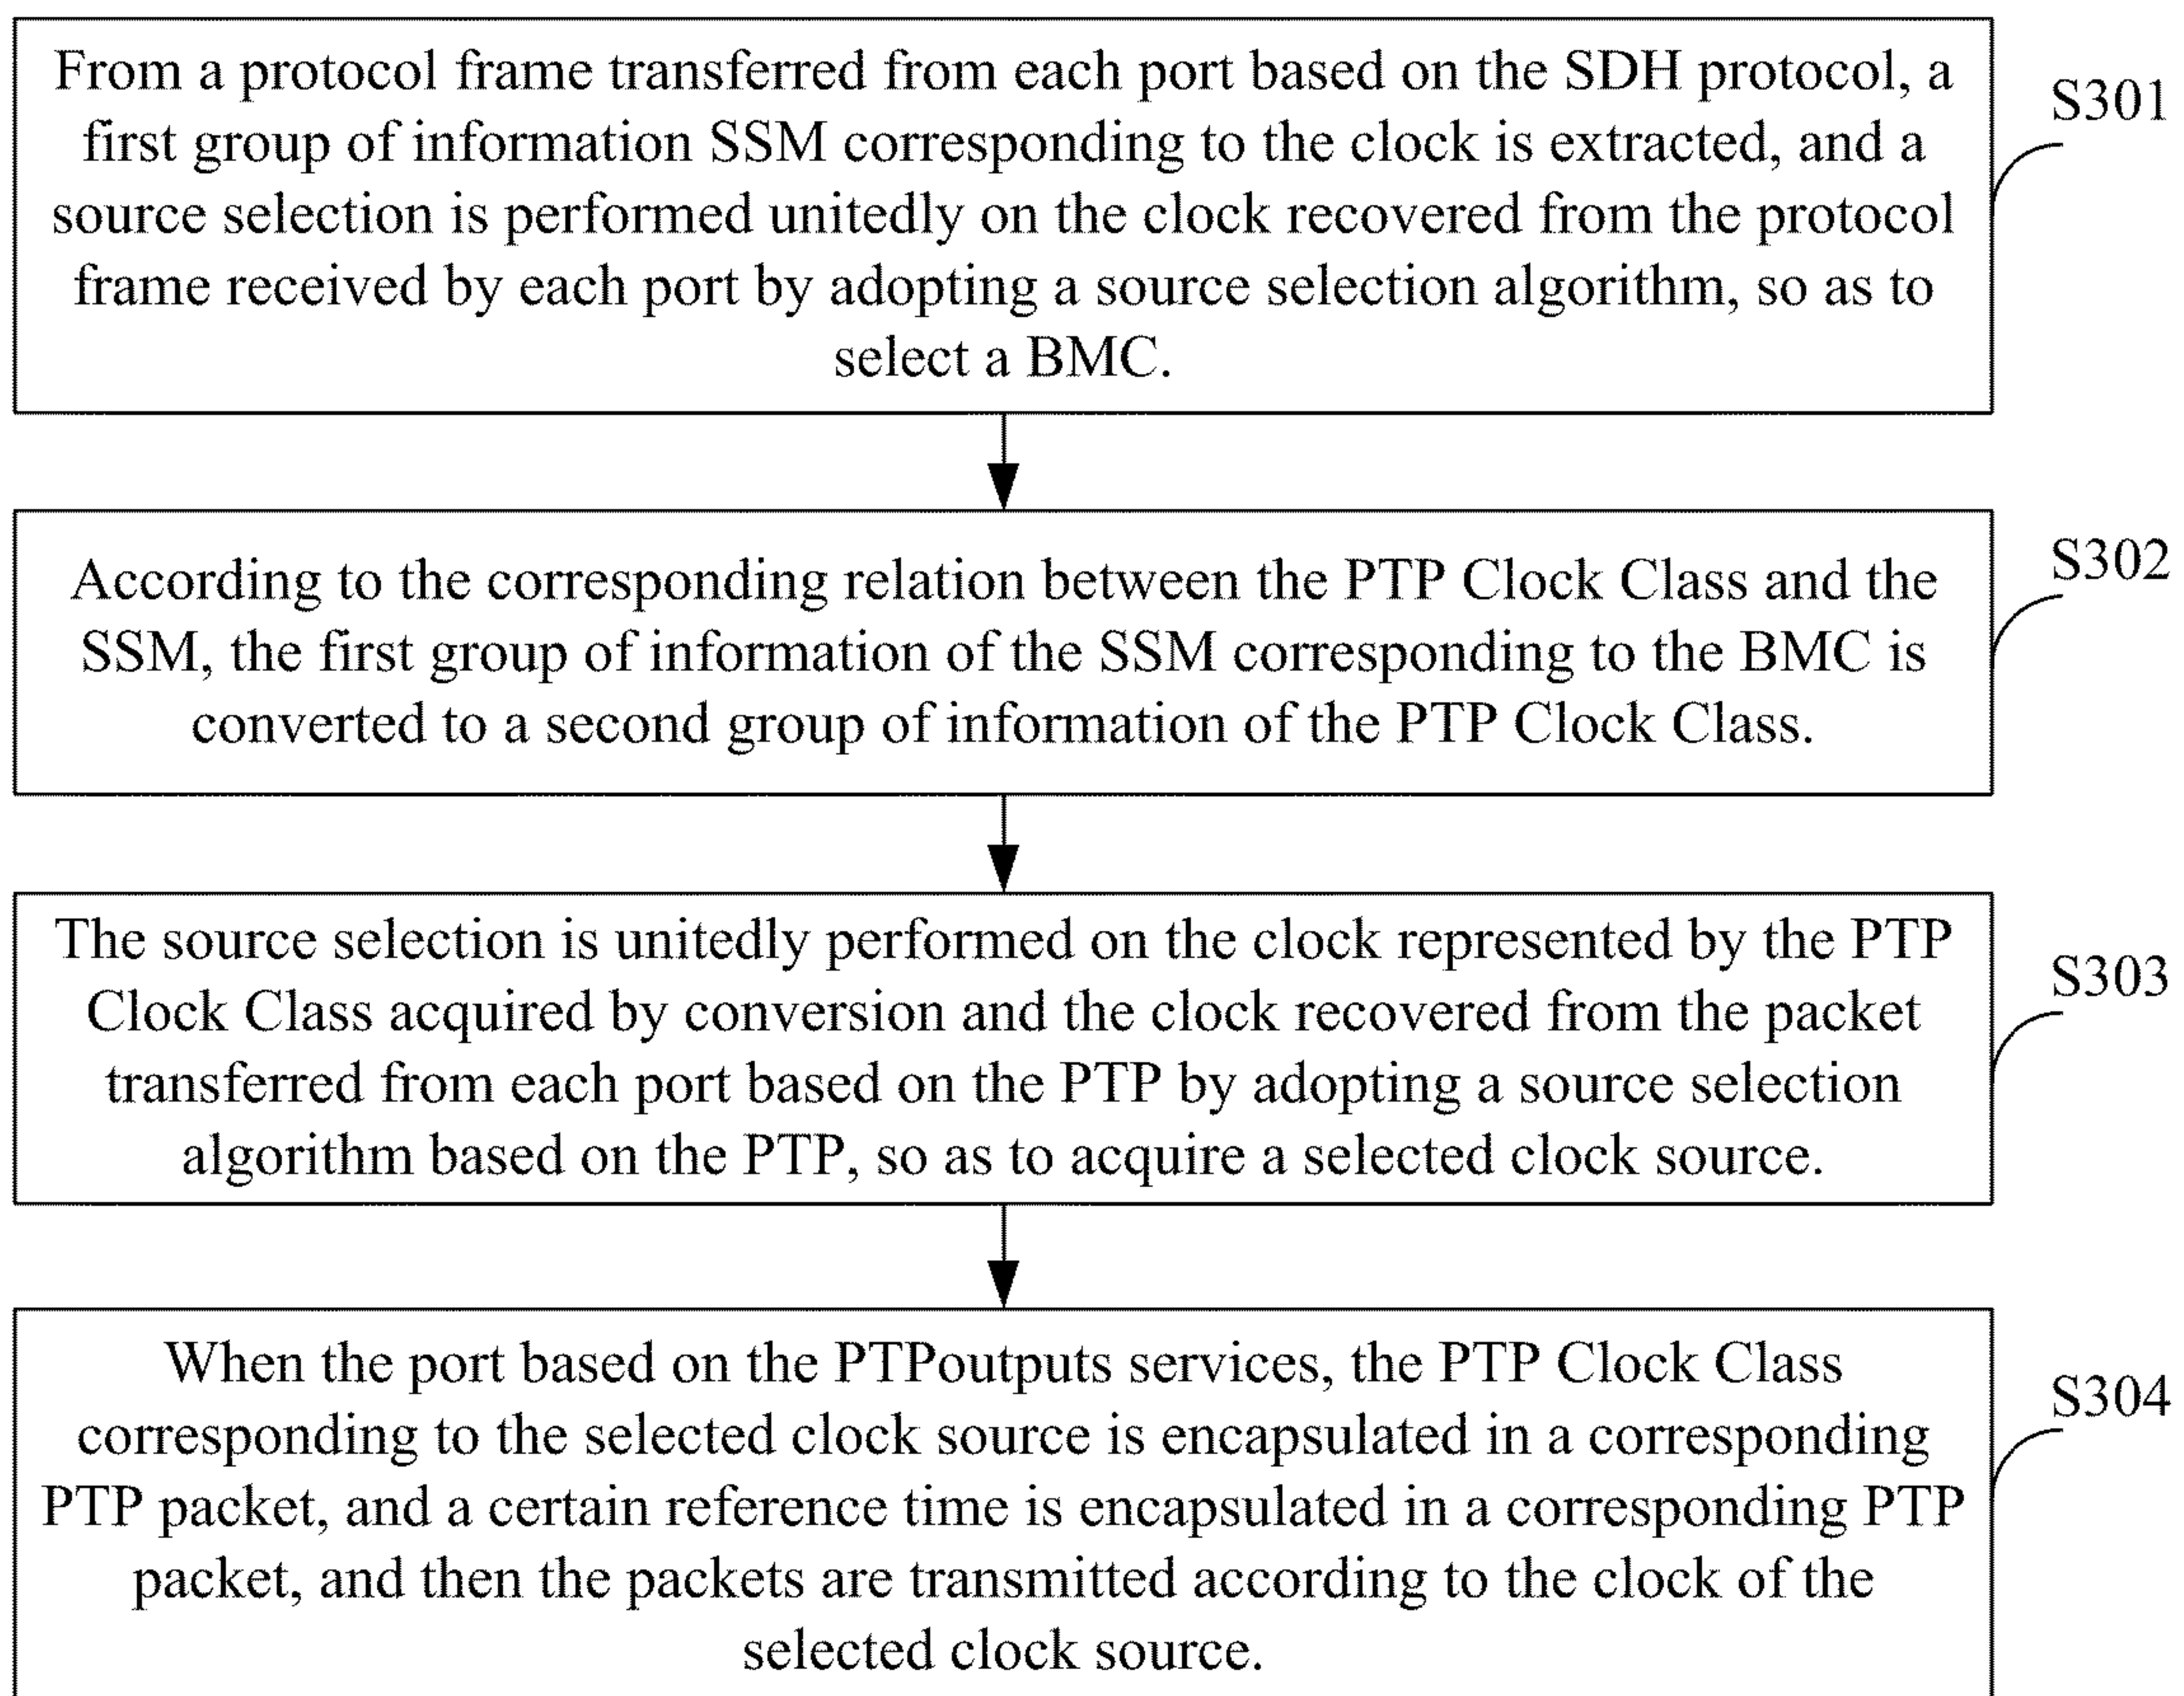 From a protocol frame transferred from each port based on the SDH protocol, a
first group of information SSM corresponding to the clock is extracted, and a
source selection is performed unitedly on the clock recovered from the protocol
frame received by each port by adopting a source selection algorithm, so as to
select a BMC.
S301
According to the corresponding relation between the PTP Clock Class and the
SSM, the first group of information of the SSM corresponding to the BMC is
converted to a second group of information of the PTP Clock Class.
S302
The source selection is unitedly performed on the clock represented by the PTP
Clock Class acquired by conversion and the clock recovered from the packet
transferred from each port based on the PTP by adopting a source selection
algorithm based on the PTP, so as to acquire a selected clock source.
S303
When the port based on the PTPoutputs services, the PTP Clock Class
corresponding to the selected clock source is encapsulated in a corresponding
PTP packet, and a certain reference time is encapsulated in a corresponding PTP
packet, and then the packets are transmitted according to the clock of the
selected clock source.
S304